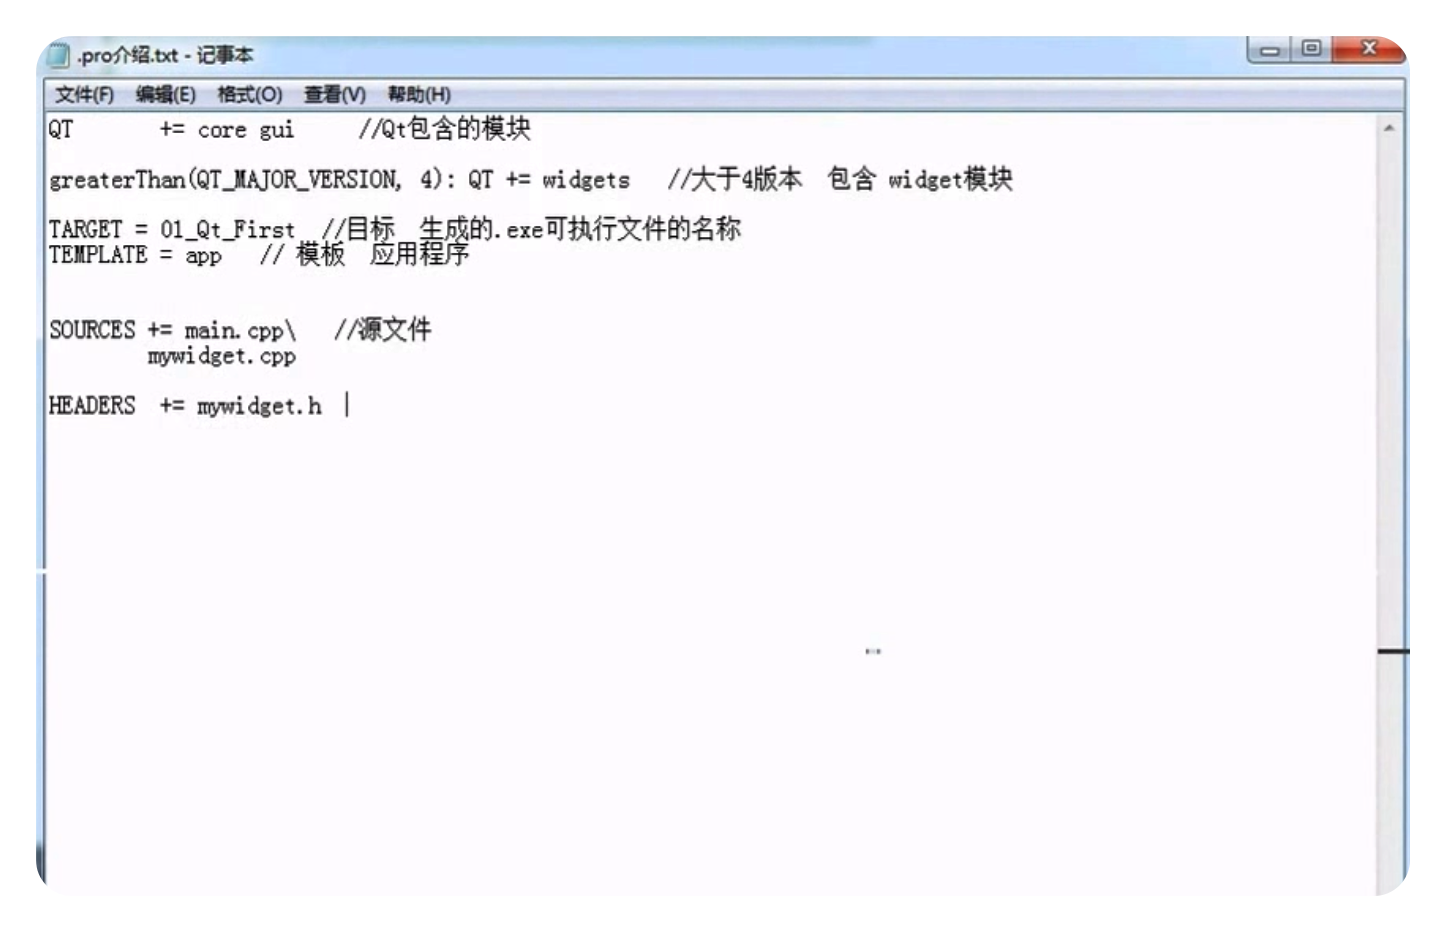 .pro介绍.txt - 记事本
文件(F) 编辑(E) 格式(O) 查看(V) 帮助(H)
QT       += core gui     //Qt包含的模块
greaterThan(QT_MAJOR_VERSION, 4): QT += widgets   //大于4版本  包含 widget模块
TARGET = 01_Qt_First  //目标  生成的.exe可执行文件的名称
TEMPLATE = app   // 模板  应用程序
SOURCES += main.cpp\   //源文件
        mywidget.cpp
HEADERS  += mywidget.h